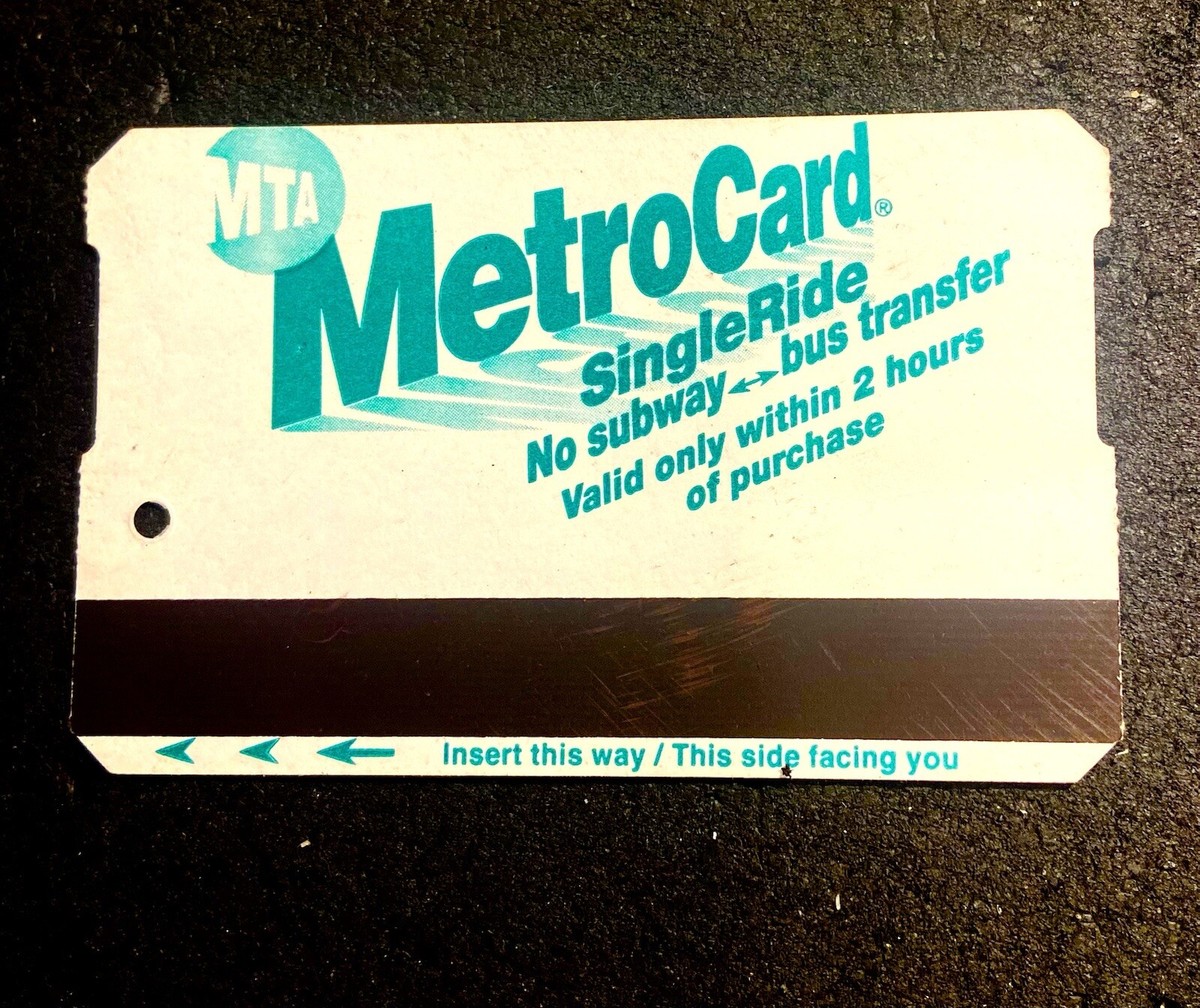 MTA
MetroCard®
SingleRide
No subway↔bus transfer
Valid only within 2 hours
of purchase
Insert this way / This side facing you